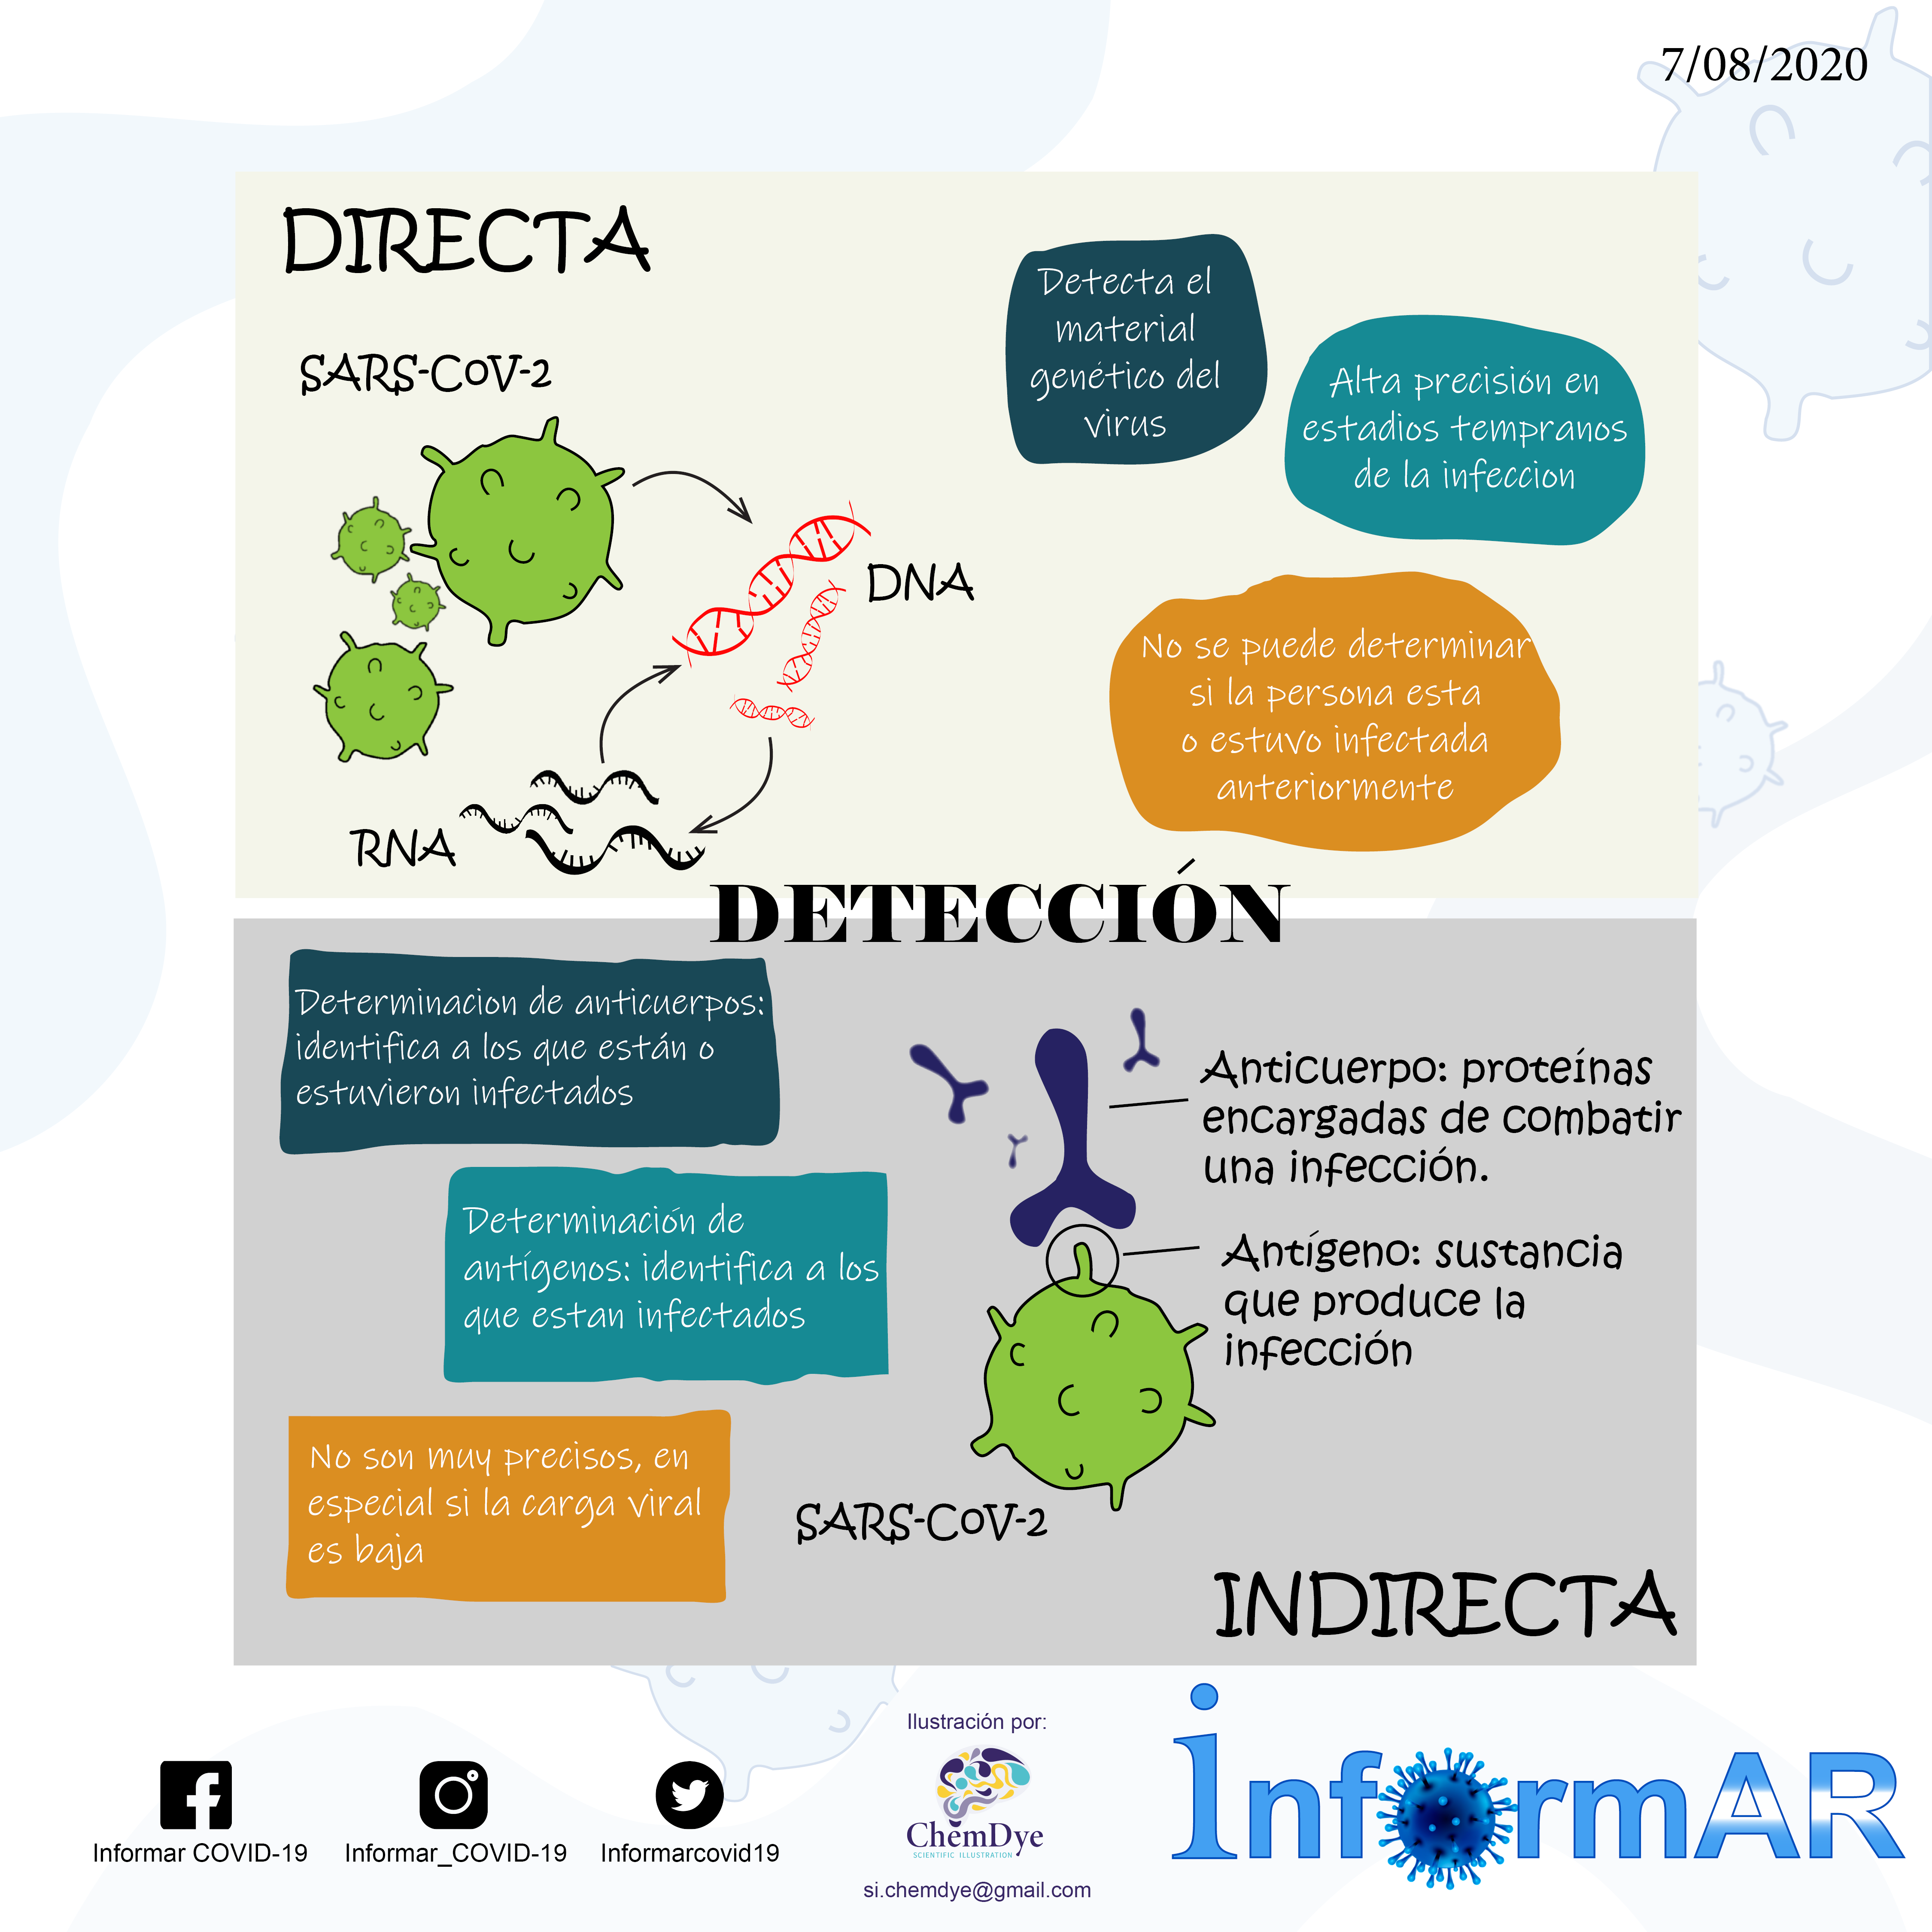 7/08/2020
DIRECTA
SARS-CoV-2
DNA
RNA
Detecta el
material
genético del
virus
Alta precisión en
estadios tempranos
de la infeccion
No se puede determinar
si la persona esta
o estuvo infectada
anteriormente
DETECCIÓN
Determinacion de anticuerpos:
identifica a los que están o
estuvieron infectados
Determinación de
antígenos: identifica a los
que estan infectados
No son muy precisos, en
especial si la carga viral
es baja
Anticuerpo: proteínas
encargadas de combatir
una infección.
Antígeno: sustancia
que produce la
infección
SARS-CoV-2
INDIRECTA
Informar COVID-19
Informar_COVID-19
Informarcovid19
Ilustración por:
ChemDye
SCIENTIFIC ILLUSTRATION
si.chemdye@gmail.com
informAR